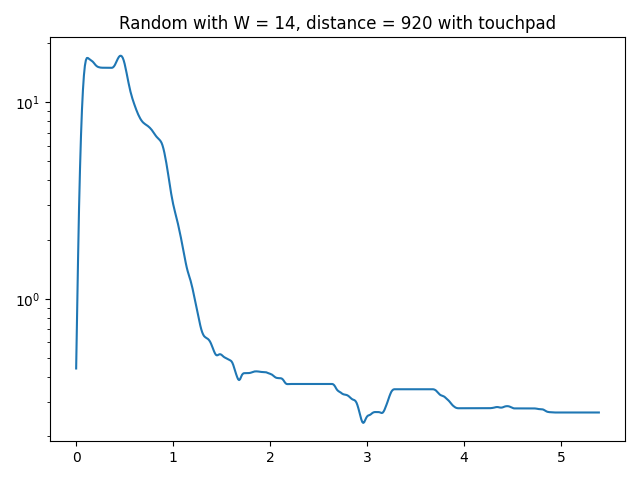 Random with W = 14, distance = 920 with touchpad
10¹
10⁰
0 1 2 3 4 5